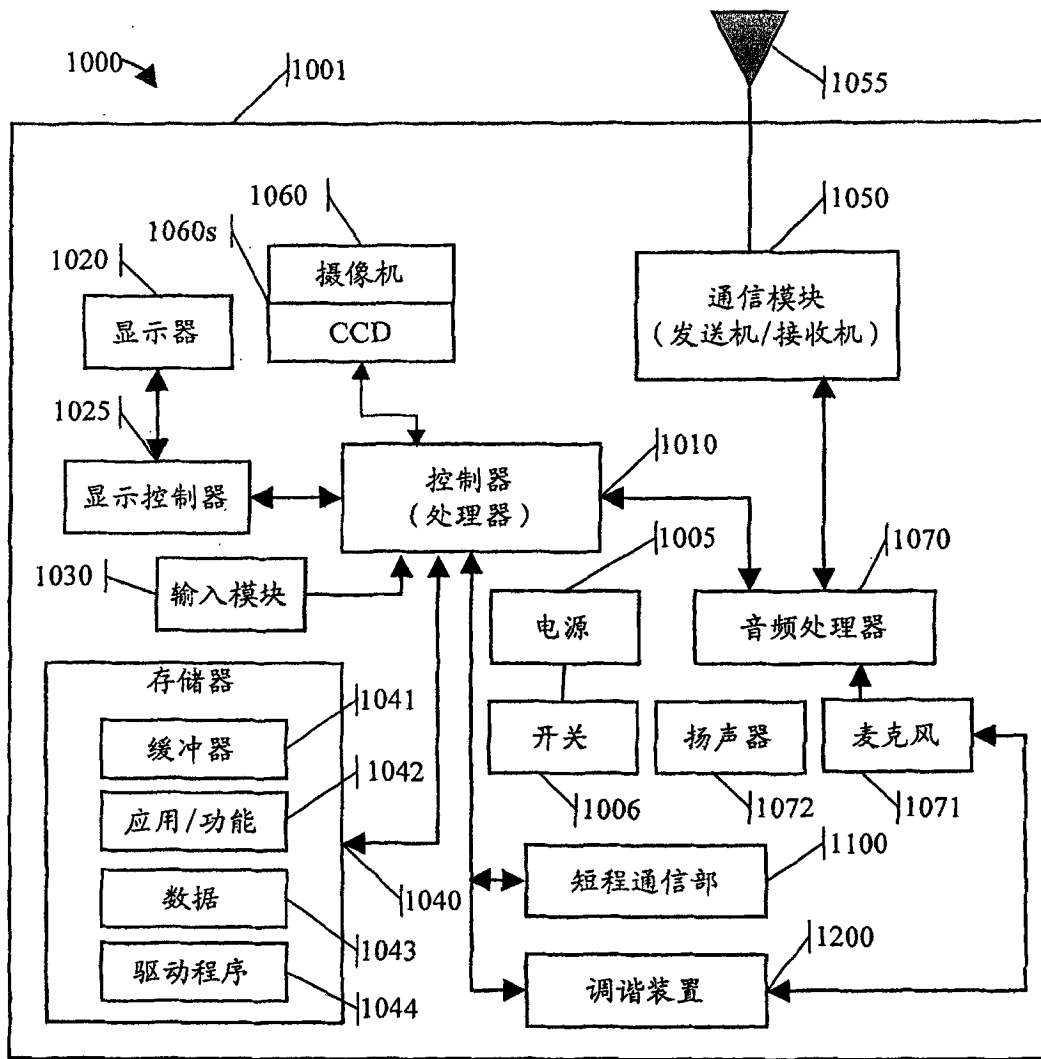 1000
1001
1055
1060
1050
1060s
1020
摄像机
CCD
显示器
通信模块
(发送机/接收机)
1025
1010
显示控制器
控制器
(处理器)
1005
1070
1030
输入模块
电源
音频处理器
存储器
1041
缓冲器
开关
扬声器
麦克风
1042
应用/功能
1006
1072
1071
1100
短程通信部
1040
数据
1043
1200
驱动程序
1044
调谐装置